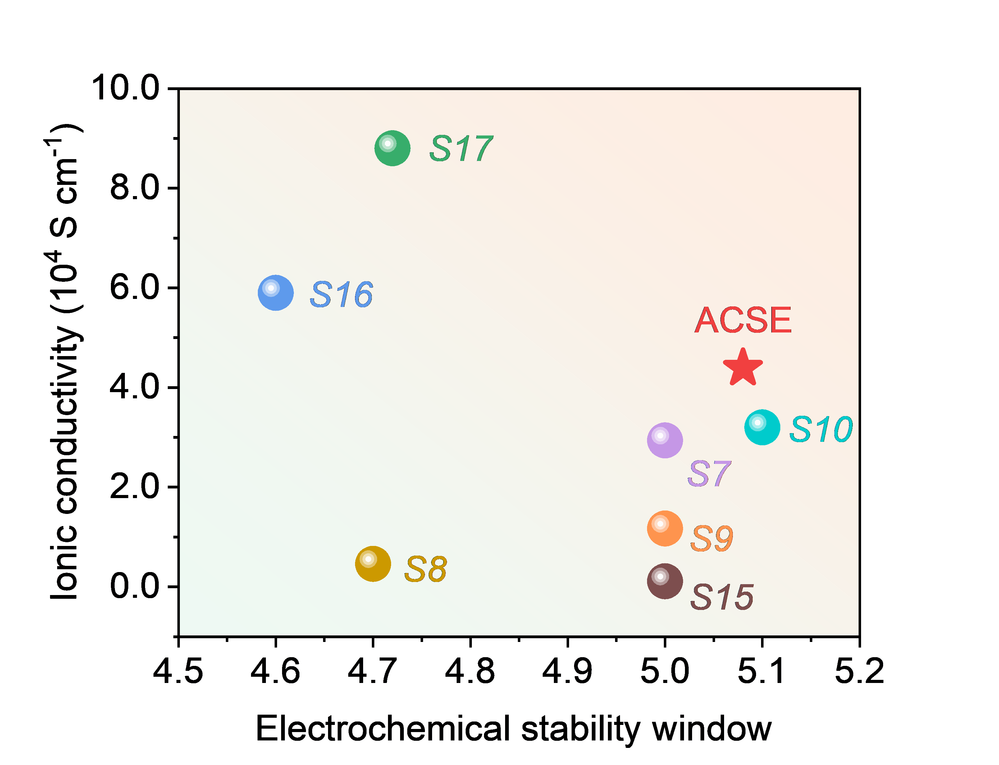 10.0
8.0
6.0
4.0
2.0
0.0
Ionic conductivity (10⁴ S cm⁻¹)
S17
S16
ACSE
S10
S7
S9
S8
S15
4.5 4.6 4.7 4.8 4.9 5.0 5.1 5.2
Electrochemical stability window